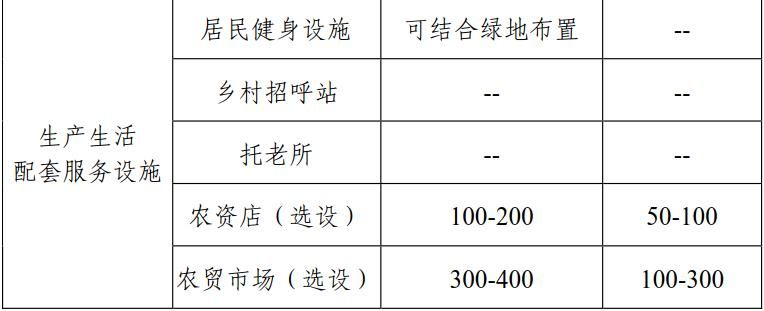 居民健身设施 可结合绿地布置 --
乡村招呼站 -- --
生产生活
配套服务设施
托老所 -- --
农资店（选设） 100-200 50-100
农贸市场（选设） 300-400 100-300